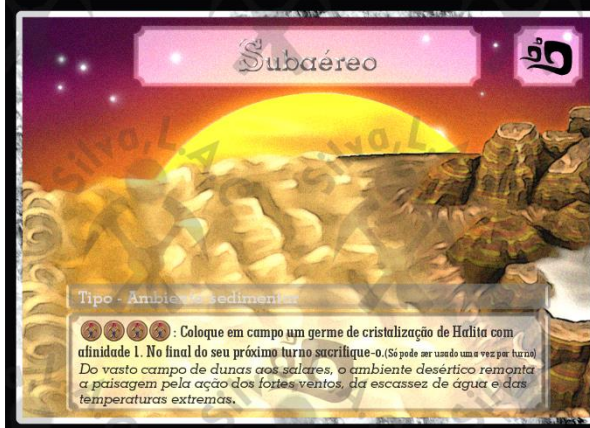 Subaéreo
Tipo - Ambiente sedimentar
: Coloque em campo um germe de cristalização de Halita com
afinidade 1. No final do seu próximo turno sacrifique-o.(Só pode ser usado uma vez por turno)
Do vasto campo de dunas aos salares, o ambiente desértico remonta
a paisagem pela ação dos fortes ventos, da escassez de água e das
temperaturas extremas.
Silva, L.A
Silva, L.A